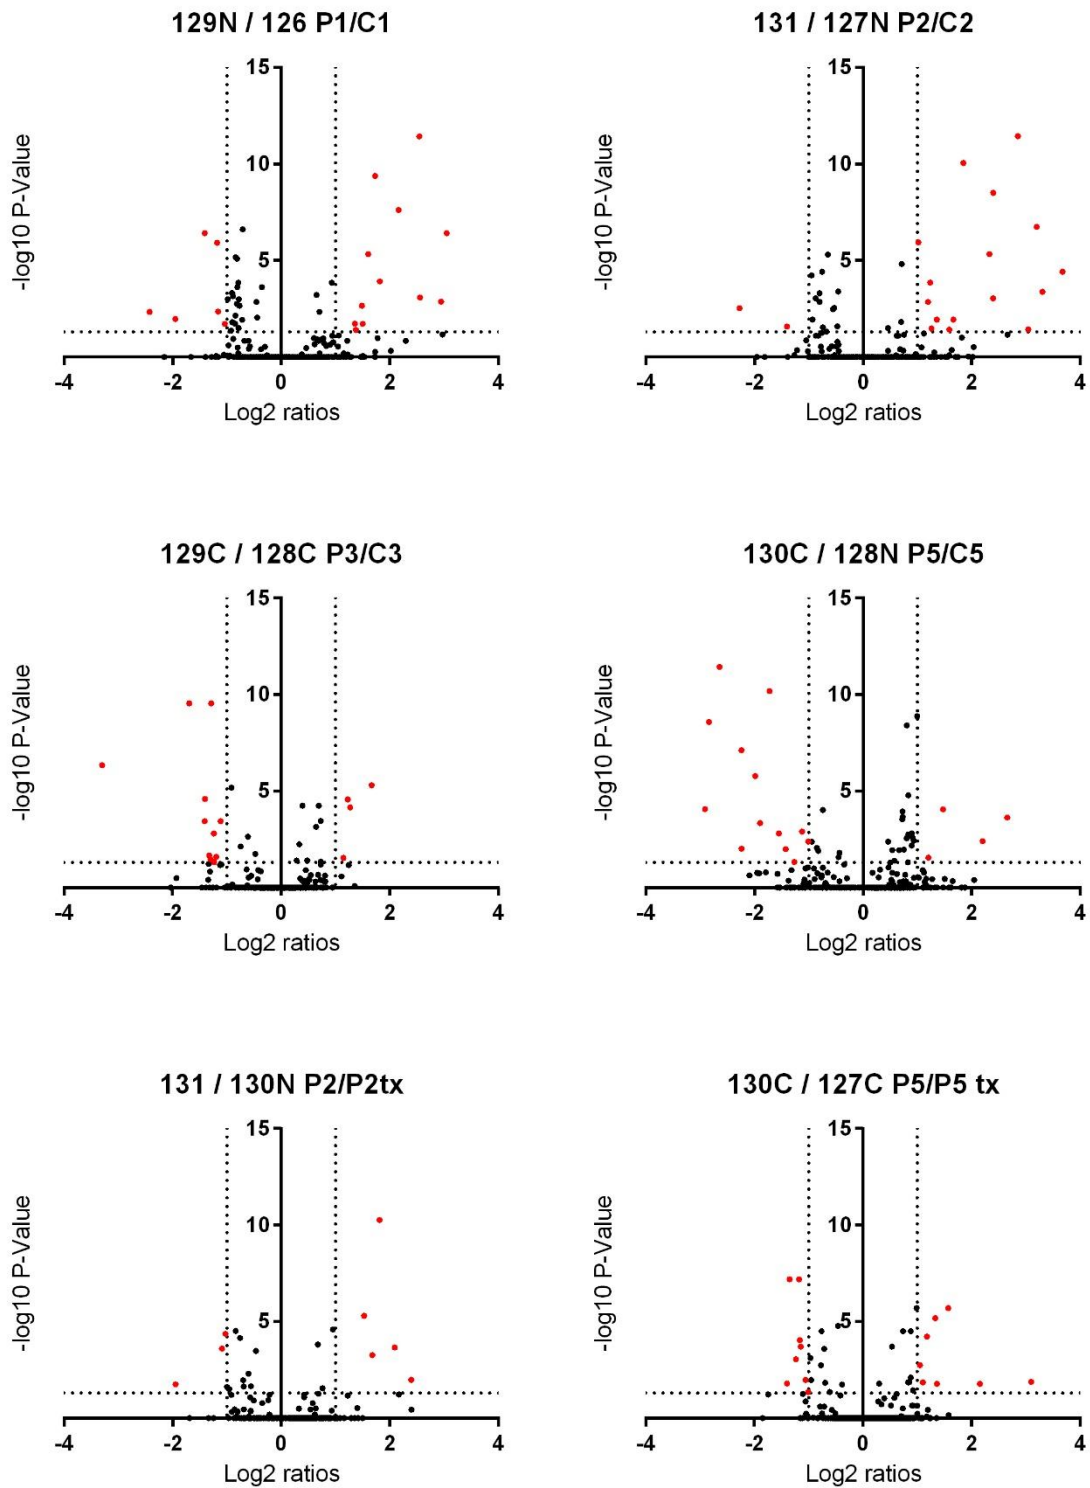 129N / 126 P1/C1
131 / 127N P2/C2
15
10
5
-log10 P-Value
-4
-2
0
2
4
Log2 ratios
15
10
5
-log10 P-Value
-4
-2
0
2
4
Log2 ratios
129C / 128C P3/C3
130C / 128N P5/C5
15
10
5
-log10 P-Value
-4
-2
0
2
4
Log2 ratios
15
10
5
-log10 P-Value
-4
-2
0
2
4
Log2 ratios
131 / 130N P2/P2tx
130C / 127C P5/P5 tx
15
10
5
-log10 P-Value
-4
-2
0
2
4
Log2 ratios
15
10
5
-log10 P-Value
-4
-2
0
2
4
Log2 ratios